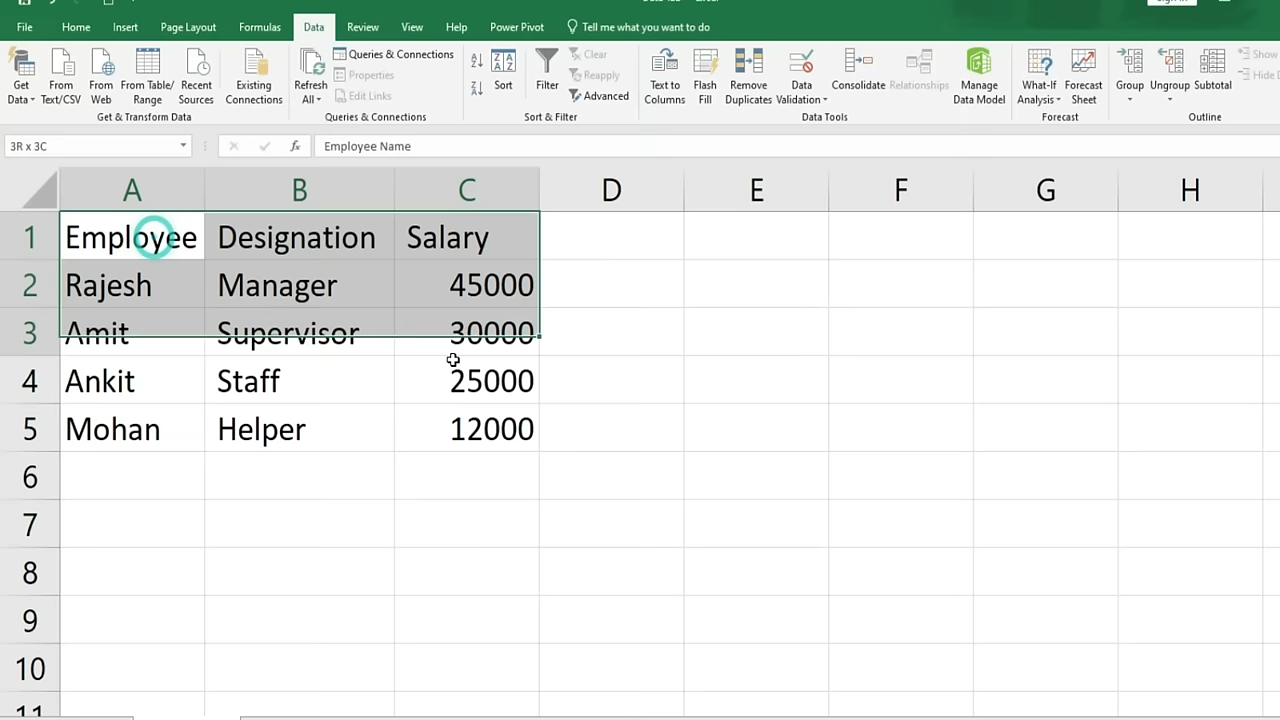 File Home Insert Page Layout Formulas Data Review View Help Power Pivot Tell me what you want to do
Get Data
From Text/CSV
From Web
From Table/ Range
Recent Sources
Existing Connections
Refresh All
Queries & Connections
Properties
Edit Links
Sort
Filter
Clear
Reapply
Advanced
Text to Columns
Flash Fill
Remove Duplicates
Data Validation
Consolidate
Relationships
Manage Data Model
What-If Analysis
Forecast Sheet
Group
Ungroup
Subtotal
Show
Hide
Get & Transform Data Queries & Connections Sort & Filter Data Tools Forecast Outline
3R x 3C fx Employee Name
A B C D E F G H
1 Employee Designation Salary
2 Rajesh Manager 45000
3 Amit Supervisor 30000
4 Ankit Staff 25000
5 Mohan Helper 12000
6
7
8
9
10
11